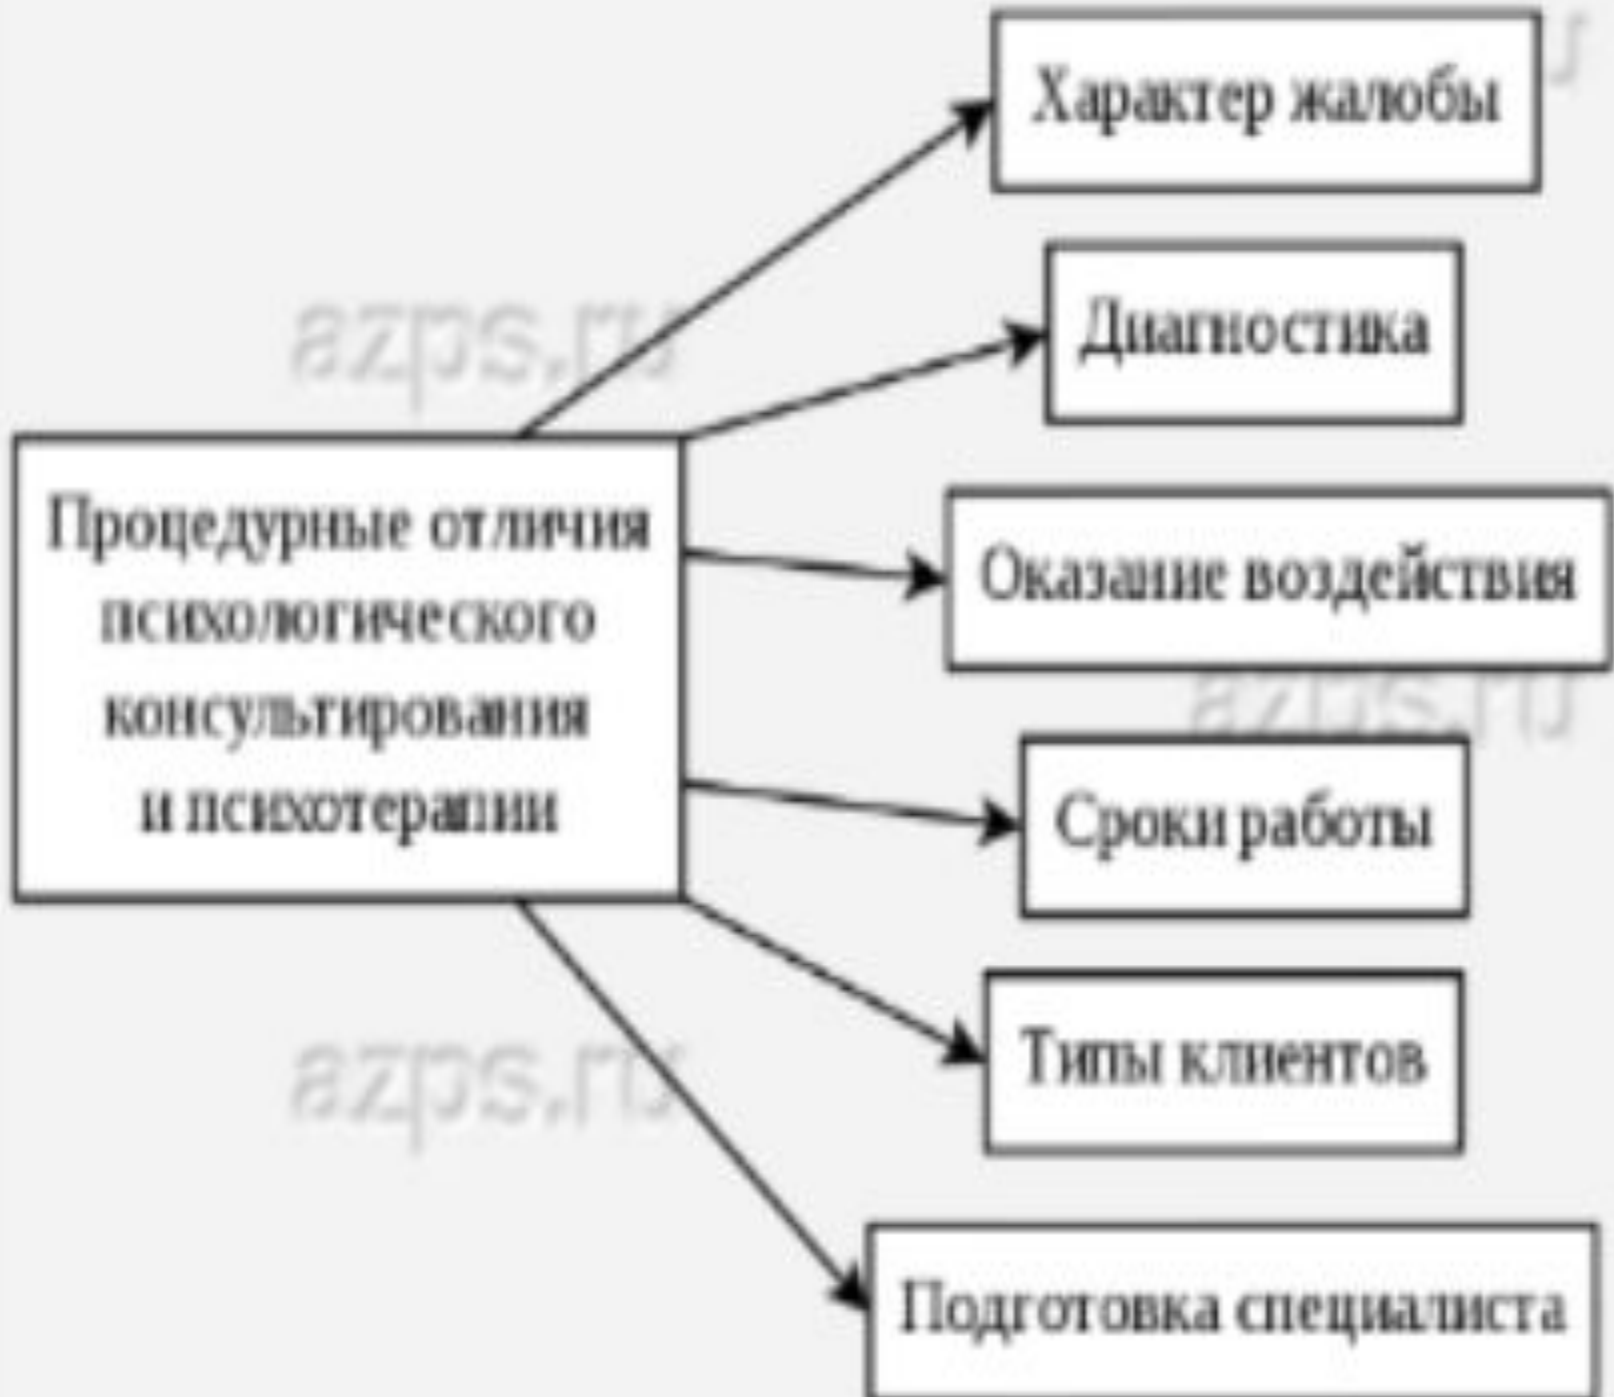 Характер жалобы
Диагностика
azps.ru
Процедурные отличия
психологического
консультирования
и психотерапии
Оказание воздействия
azps.ru
Сроки работы
Типы клиентов
azps.ru
Подготовка специалиста